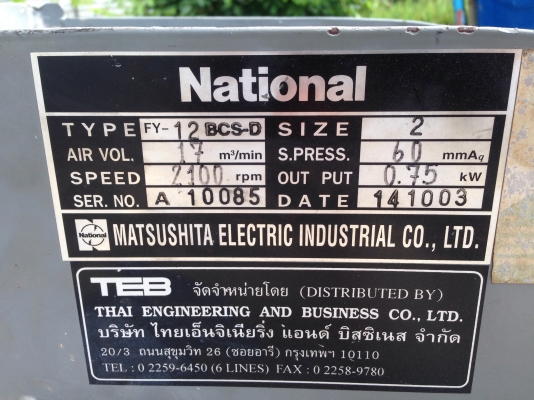 National
TYPE FY-12 BCS-D SIZE 2
AIR VOL. 17 m³/min S.PRESS. 60 mmAq
SPEED 2100 rpm OUT PUT 0.75 kW
SER. NO. A 10085 DATE 141003
National MATSUSHITA ELECTRIC INDUSTRIAL CO., LTD.
TEB จัดจำหน่ายโดย (DISTRIBUTED BY)
THAI ENGINEERING AND BUSINESS CO., LTD.
บริษัท ไทยเอ็นจิเนียริ่ง แอนด์ บิสซิเนส จำกัด
20/3 ถนนสุขุมวิท 26 (ซอยอารี) กรุงเทพฯ 10110
TEL : 0 2259-6450 (6 LINES) FAX : 0 2258-9780